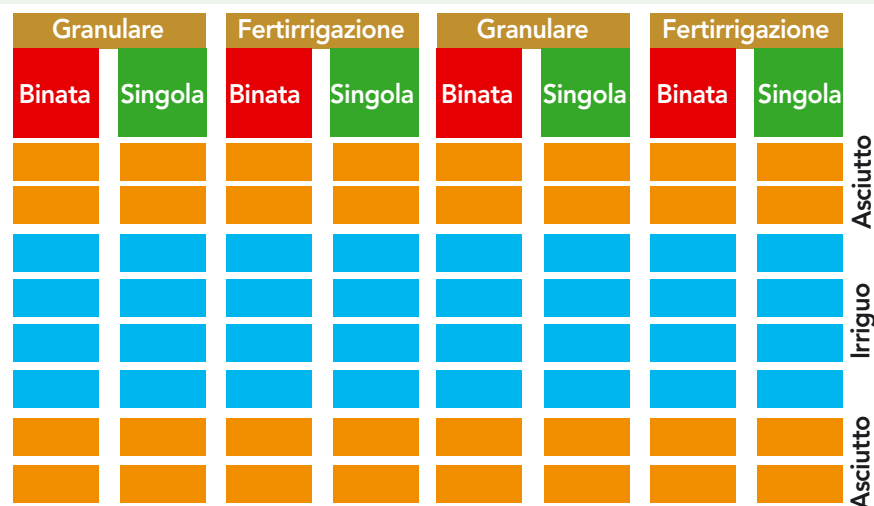 Granulare Fertirrigazione Granulare Fertirrigazione
Binata Singola Binata Singola Binata Singola Binata Singola
Asciutto
Irriguo
Asciutto